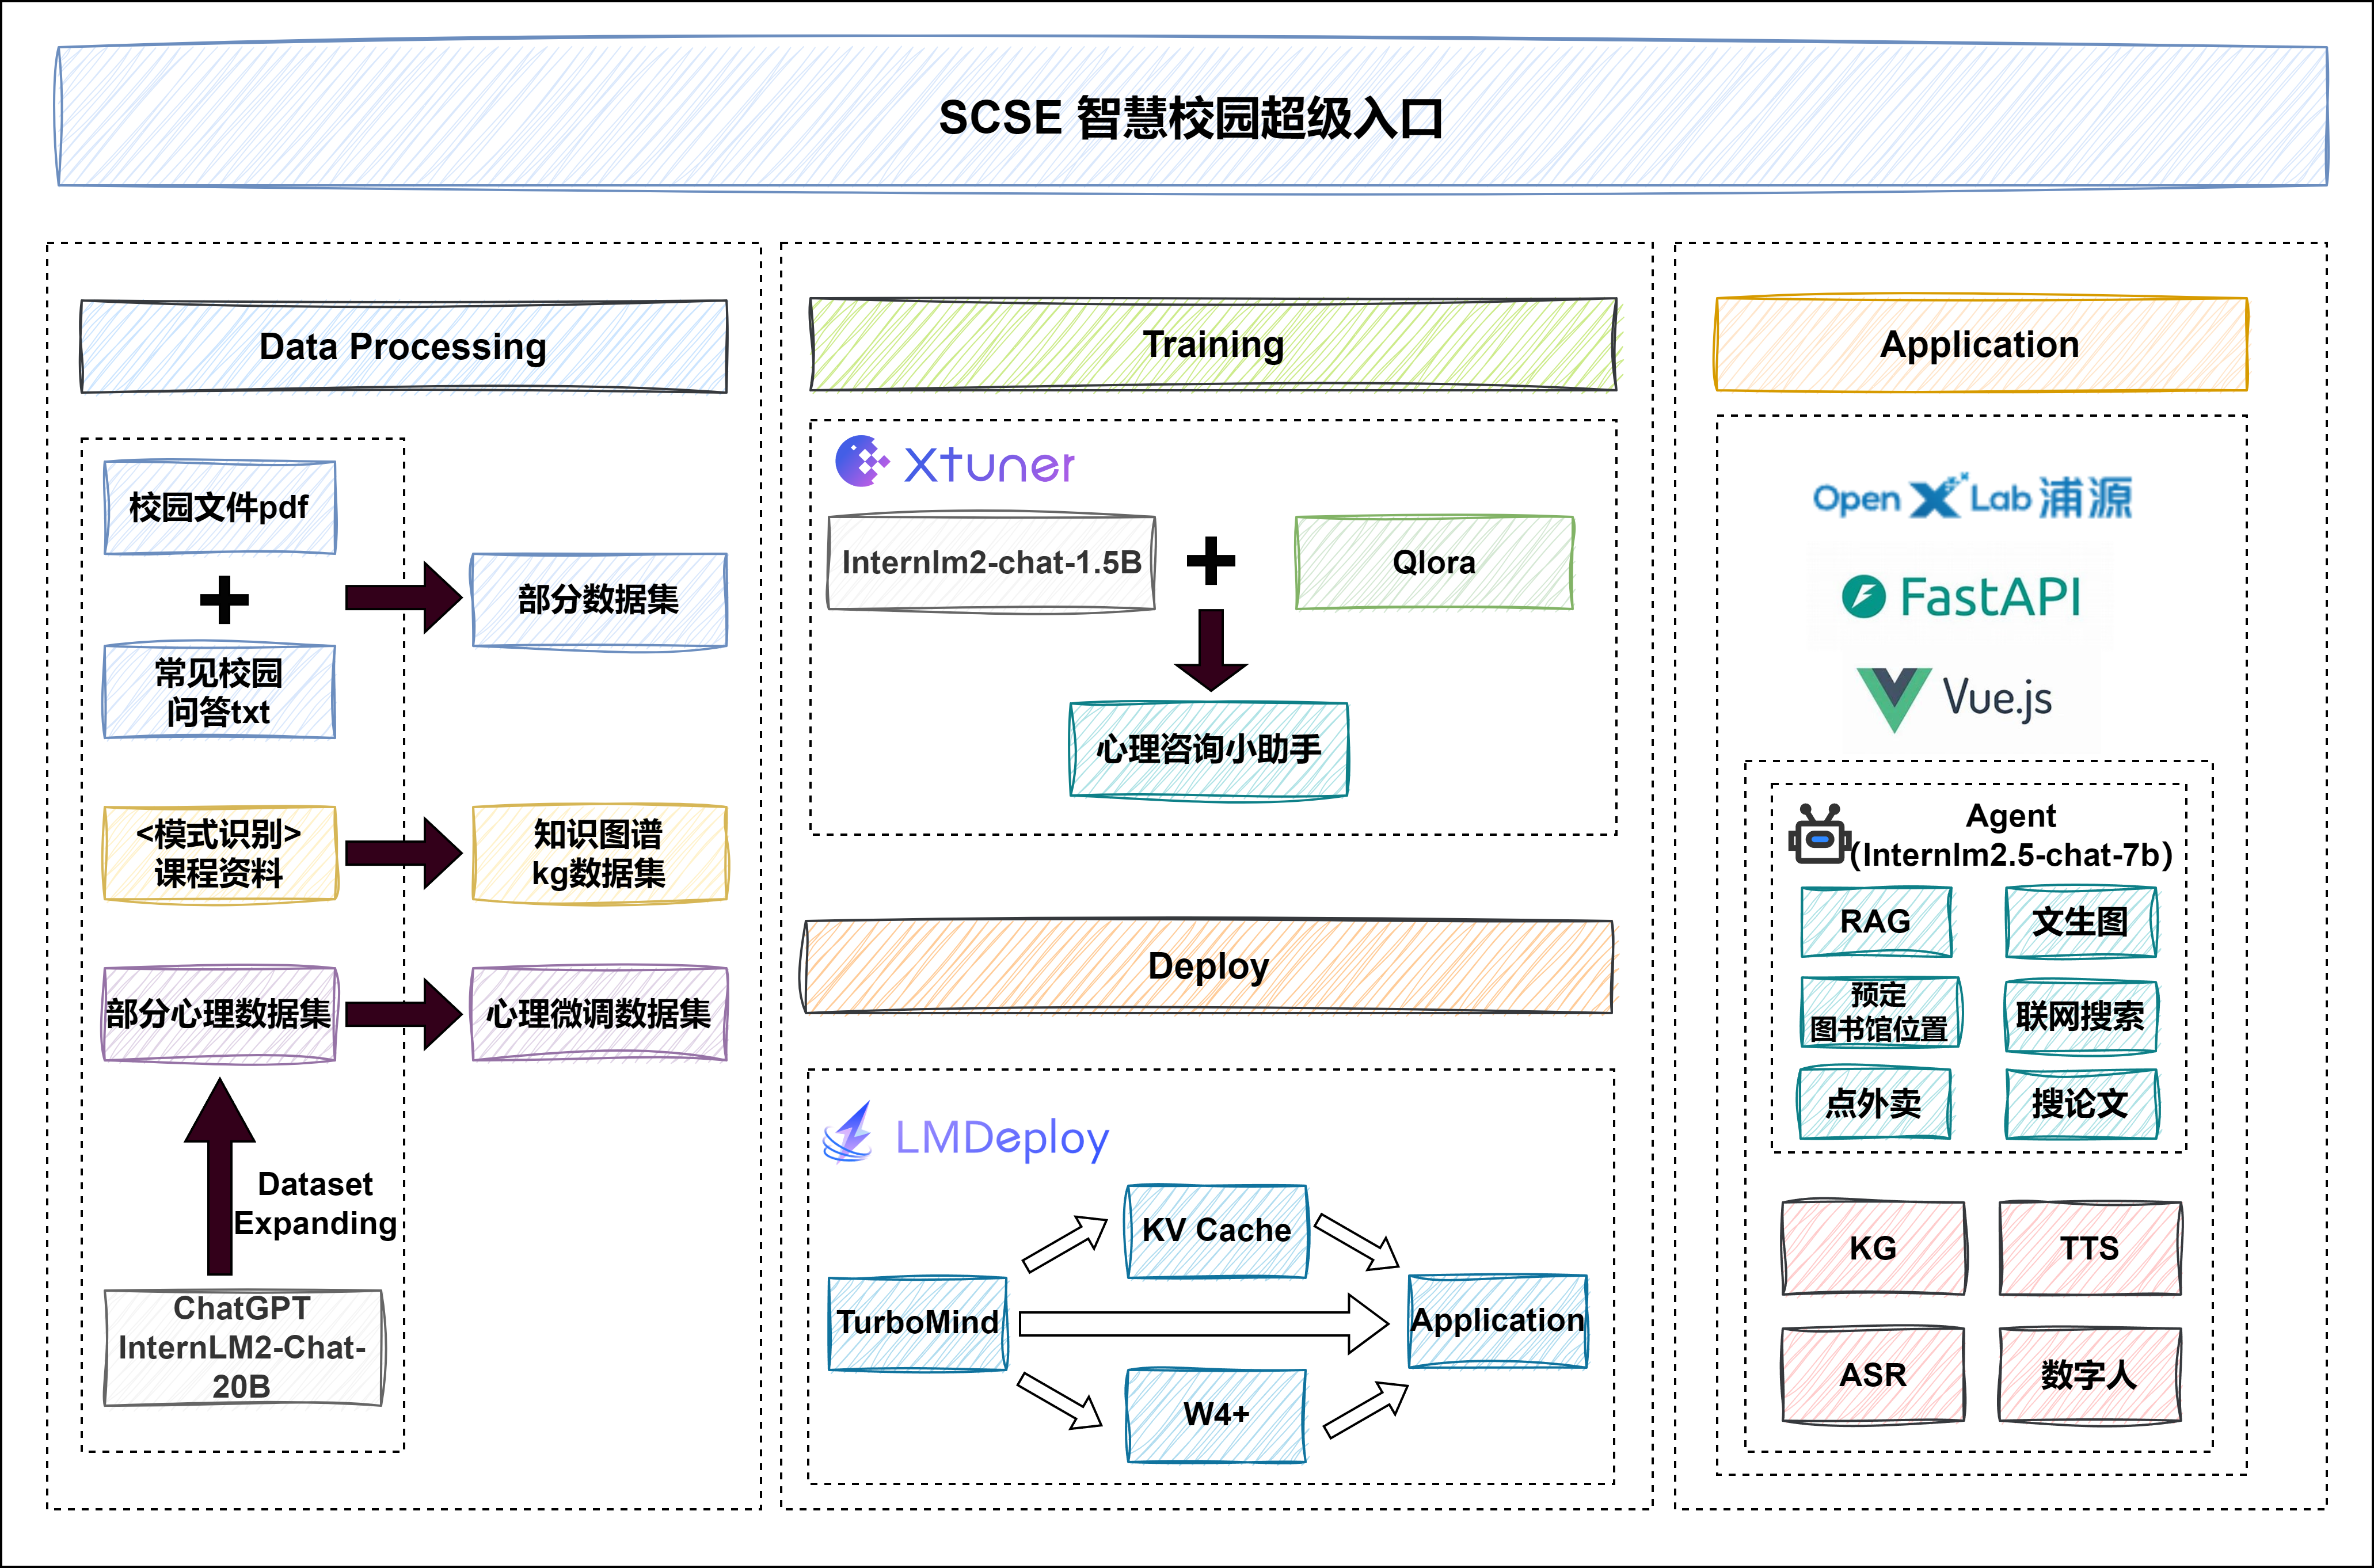 SCSE 智慧校园超级入口
Data Processing
校园文件pdf
常见校园
问答txt
部分数据集
<模式识别>
课程资料
知识图谱
kg数据集
部分心理数据集
心理微调数据集
Dataset
Expanding
ChatGPT
InternLM2-Chat-
20B
Training
Xtuner
Internlm2-chat-1.5B
Qlora
心理咨询小助手
Deploy
LMDeploy
KV Cache
TurboMind
Application
W4+
Application
Open X Lab 浦源
FastAPI
Vue.js
Agent
（Internlm2.5-chat-7b）
RAG
文生图
预定
图书馆位置
联网搜索
点外卖
搜论文
KG
TTS
ASR
数字人